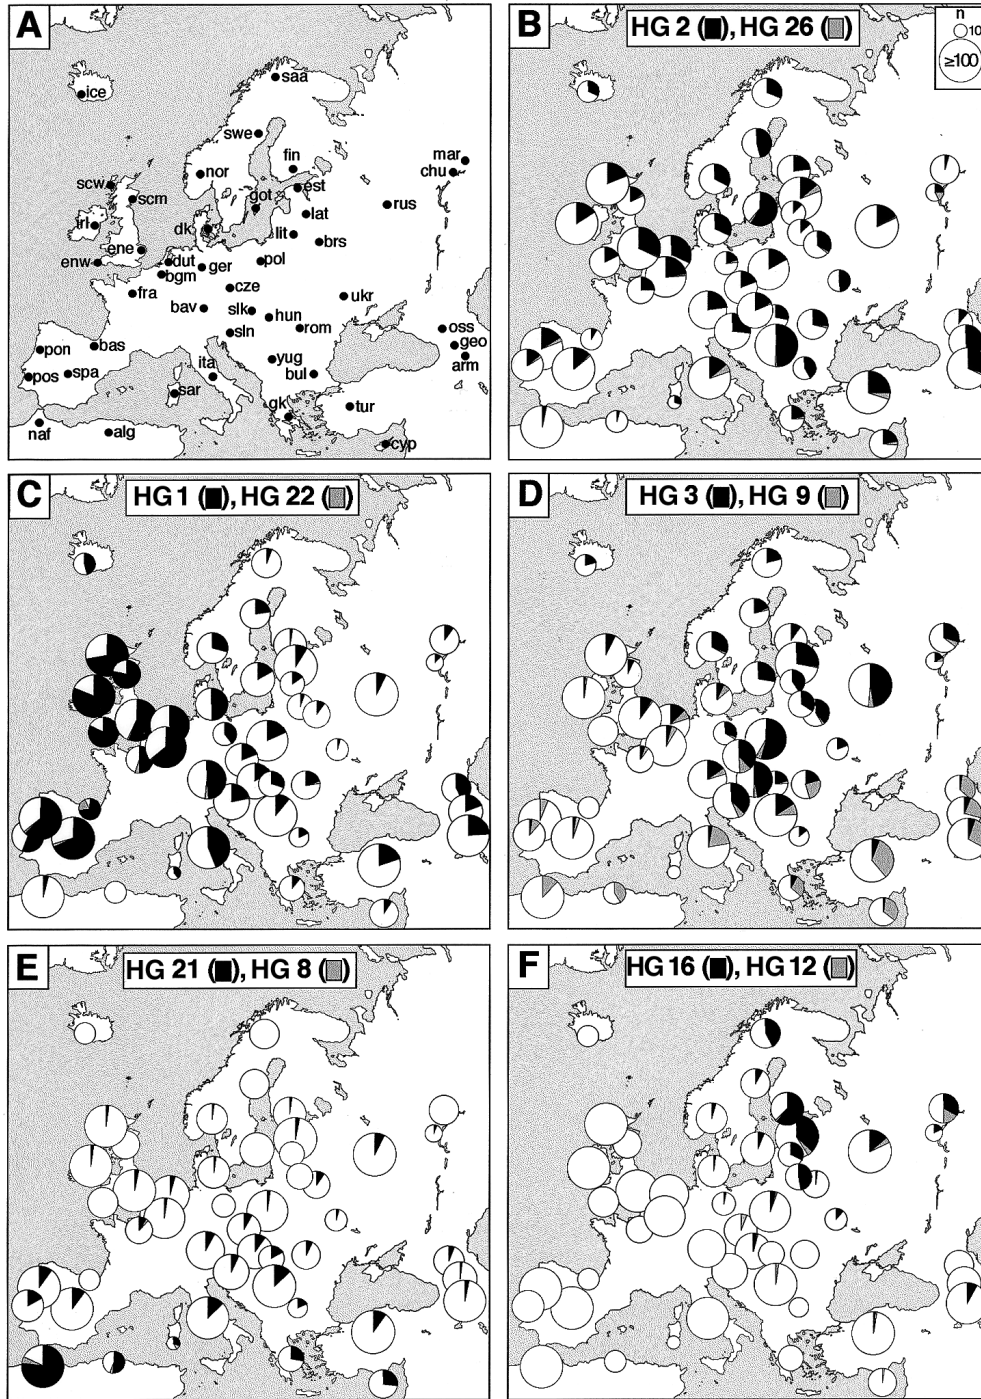 A
ice
saa
swe
fin
nor
mar
chu
scw
scm
got
est
rus
irl
dk
lat
lit
brs
ene
enw
dut
ger
pol
bgm
cze
fra
bav
slk
hun
ukr
sln
rom
oss
geo
arm
pon
bas
yug
bul
pos
spa
ita
sar
gk
tur
naf
alg
cyp
B
HG 2 (■), HG 26 (■)
n
10
≥100
C
HG 1 (■), HG 22 (■)
D
HG 3 (■), HG 9 (■)
E
HG 21 (■), HG 8 (■)
F
HG 16 (■), HG 12 (■)